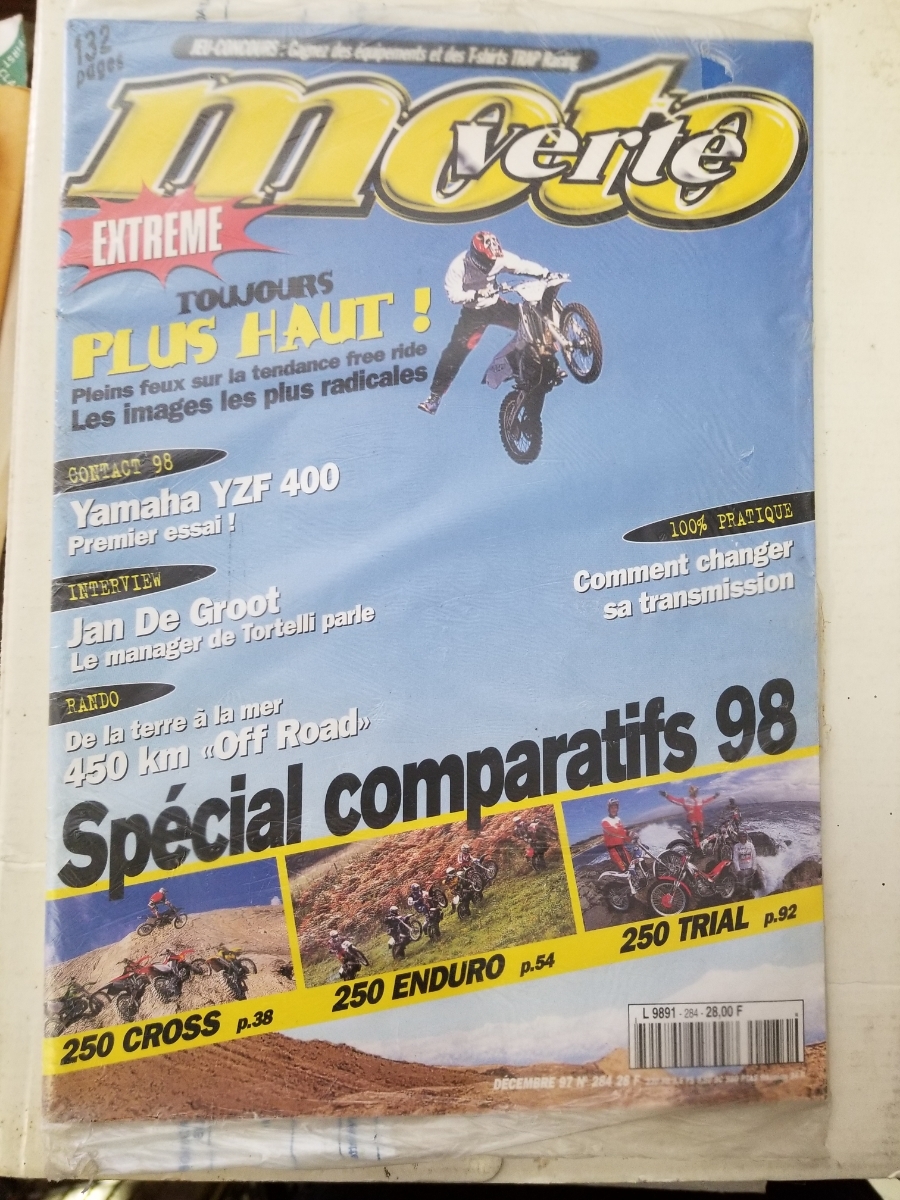 132
pages
JEU-CONCOURS - Gagnez des équipements et des T-shirts TRAP Racing
moto
verte
EXTREME
TOUJOURS
PLUS HAUT !
Pleins feux sur la tendance free ride
Les images les plus radicales
CONTACT 98
Yamaha YZF 400
Premier essai !
100% PRATIQUE
Comment changer
sa transmission
INTERVIEW
Jan De Groot
Le manager de Tortelli parle
RANDO
De la terre à la mer
450 km «Off Road»
Spécial comparatifs 98
250 CROSS p.38
250 ENDURO p.54
250 TRIAL p.92
L 9891 - 284 - 28,00 F
DÉCEMBRE 97 N° 284 28 F